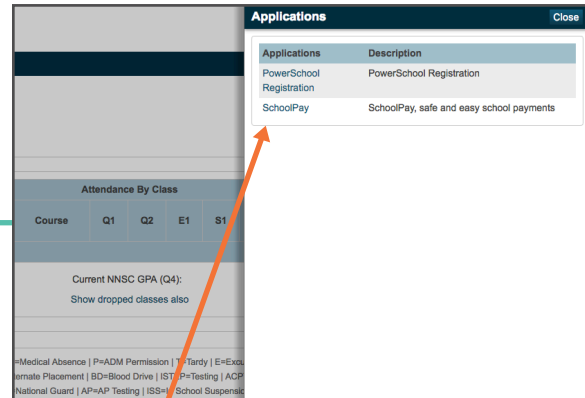 Applications
Close
Applications Description
PowerSchool Registration PowerSchool Registration
SchoolPay SchoolPay, safe and easy school payments
Attendance By Class
Course Q1 Q2 E1 S1
Current NNSC GPA (Q4):
Show dropped classes also
=Medical Absence | P=ADM Permission | T=Tardy | E=Excu
ternate Placement | BD=Blood Drive | IST P=Testing | ACP
National Guard | AP=AP Testing | ISS=I School Suspensio